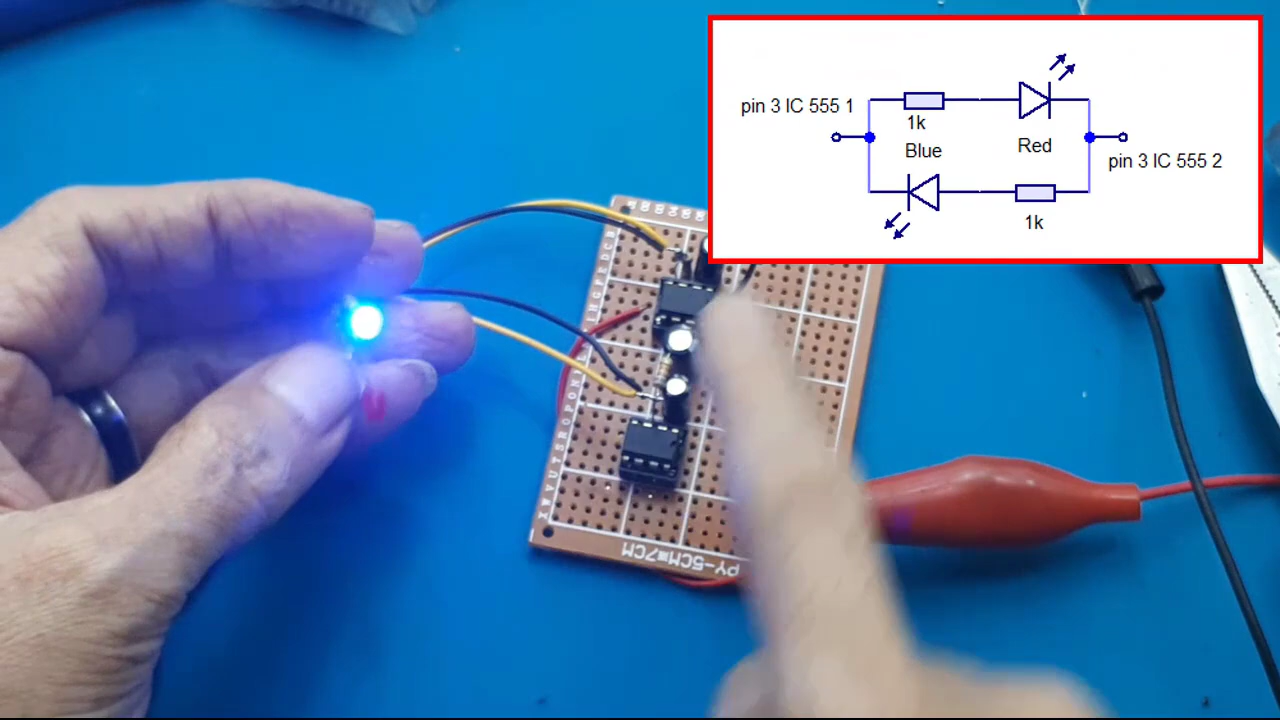 pin 3 IC 555 1
1k
Blue
Red
pin 3 IC 555 2
1k
PY-5CM*7CM